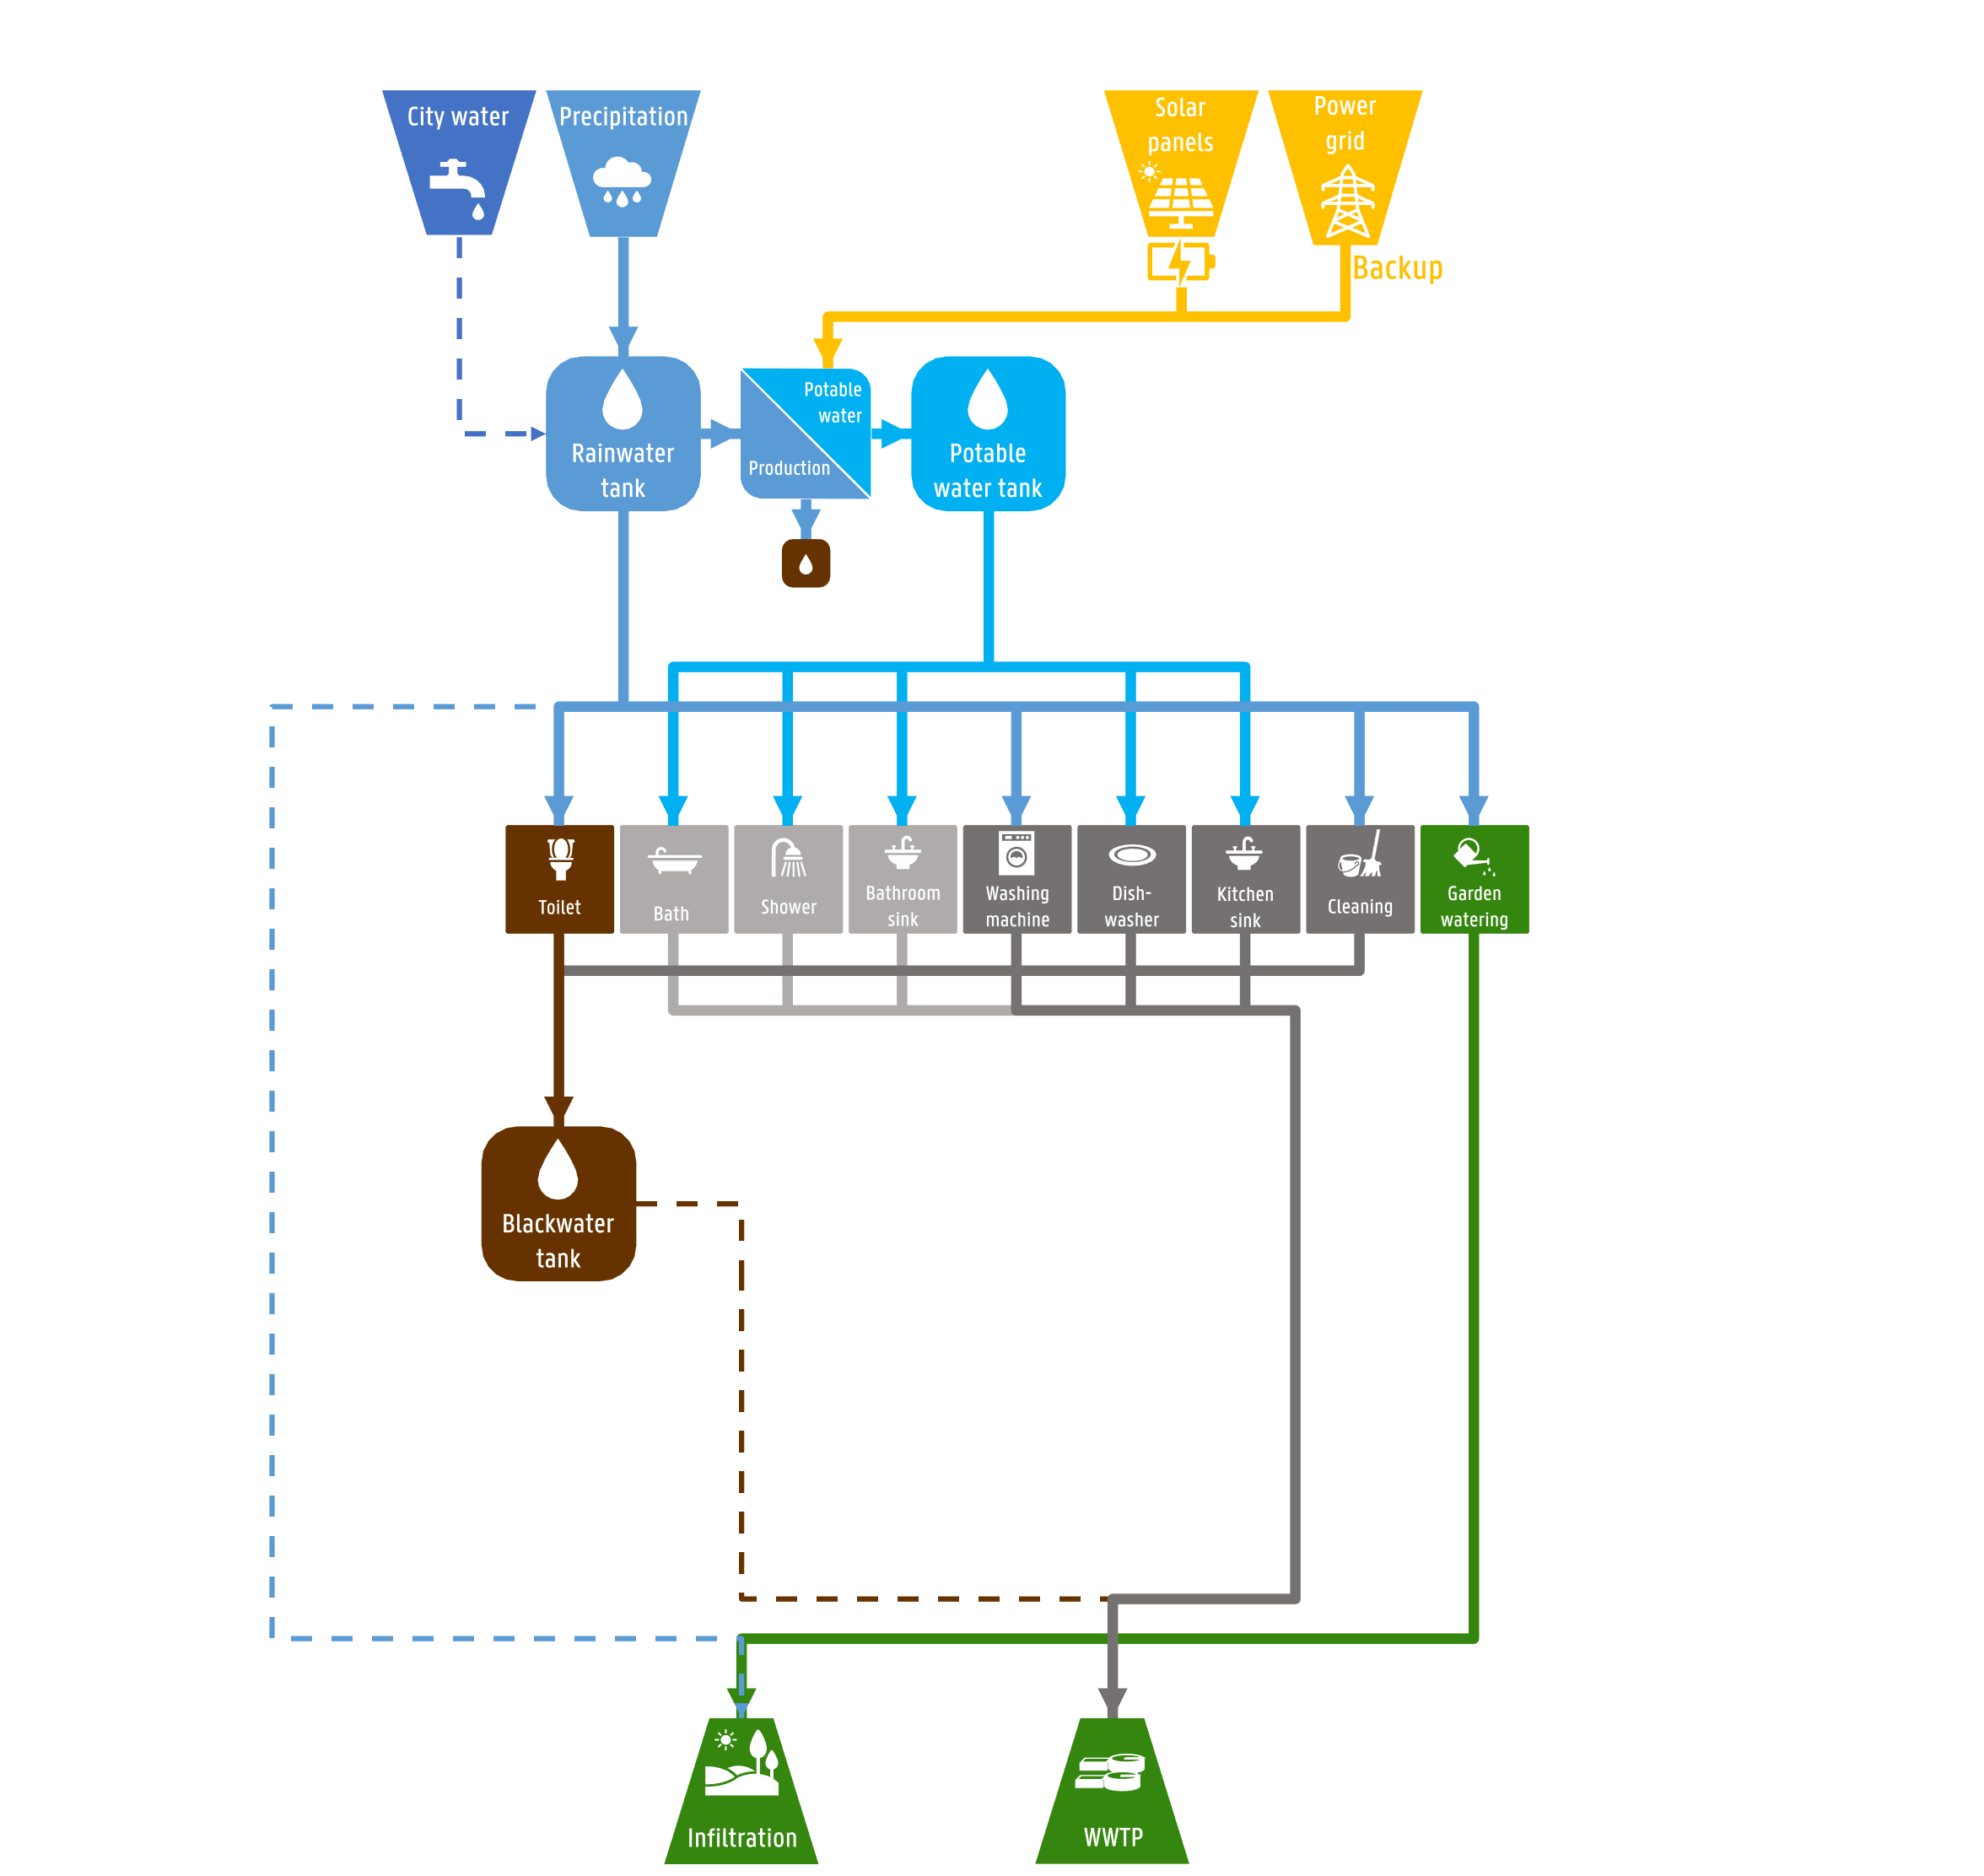 City water
Precipitation
Solar
panels
Power
grid
Backup
Rainwater
tank
Potable
water
Production
Potable
water tank
Toilet
Bath
Shower
Bathroom
sink
Washing
machine
Dish-
washer
Kitchen
sink
Cleaning
Garden
watering
Blackwater
tank
Infiltration
WWTP